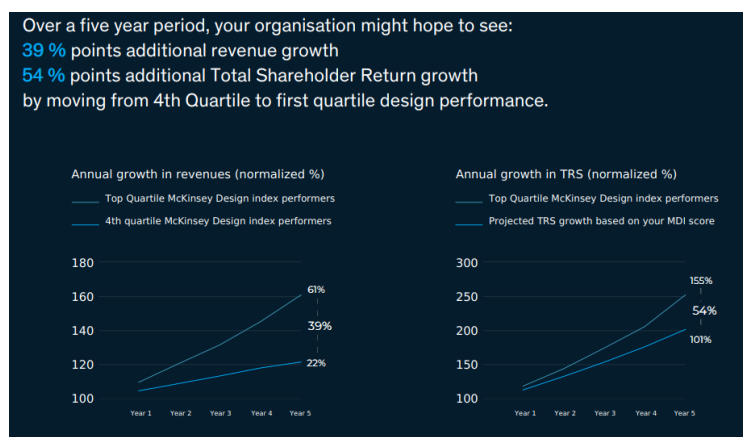 Over a five year period, your organisation might hope to see:
39 % points additional revenue growth
54 % points additional Total Shareholder Return growth
by moving from 4th Quartile to first quartile design performance.
Annual growth in revenues (normalized %)
Top Quartile McKinsey Design index performers
4th quartile McKinsey Design index performers
180
160
140
120
100
61%
39%
22%
Year 1 Year 2 Year 3 Year 4 Year 5
Annual growth in TRS (normalized %)
Top Quartile McKinsey Design index performers
Projected TRS growth based on your MDI score
300
250
200
150
100
155%
54%
101%
Year 1 Year 2 Year 3 Year 4 Year 5